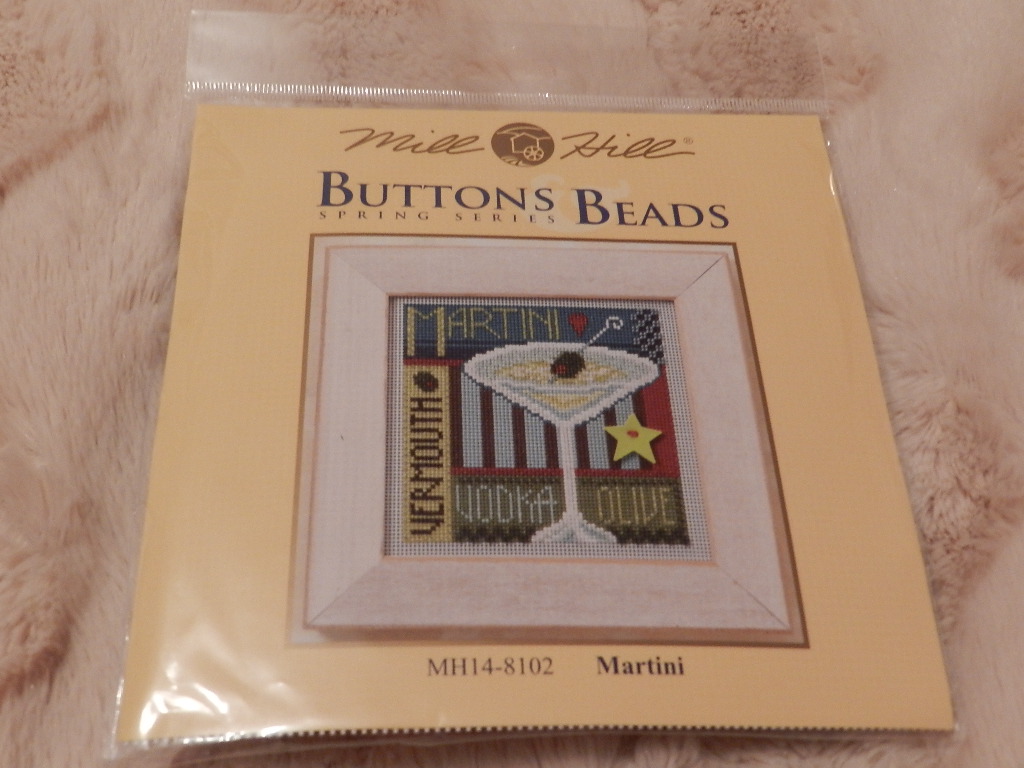 Mill Hill®
BUTTONS & BEADS
SPRING SERIES
MARTINI
VERMOUTH
VODKA OLIVE
MH14-8102 Martini